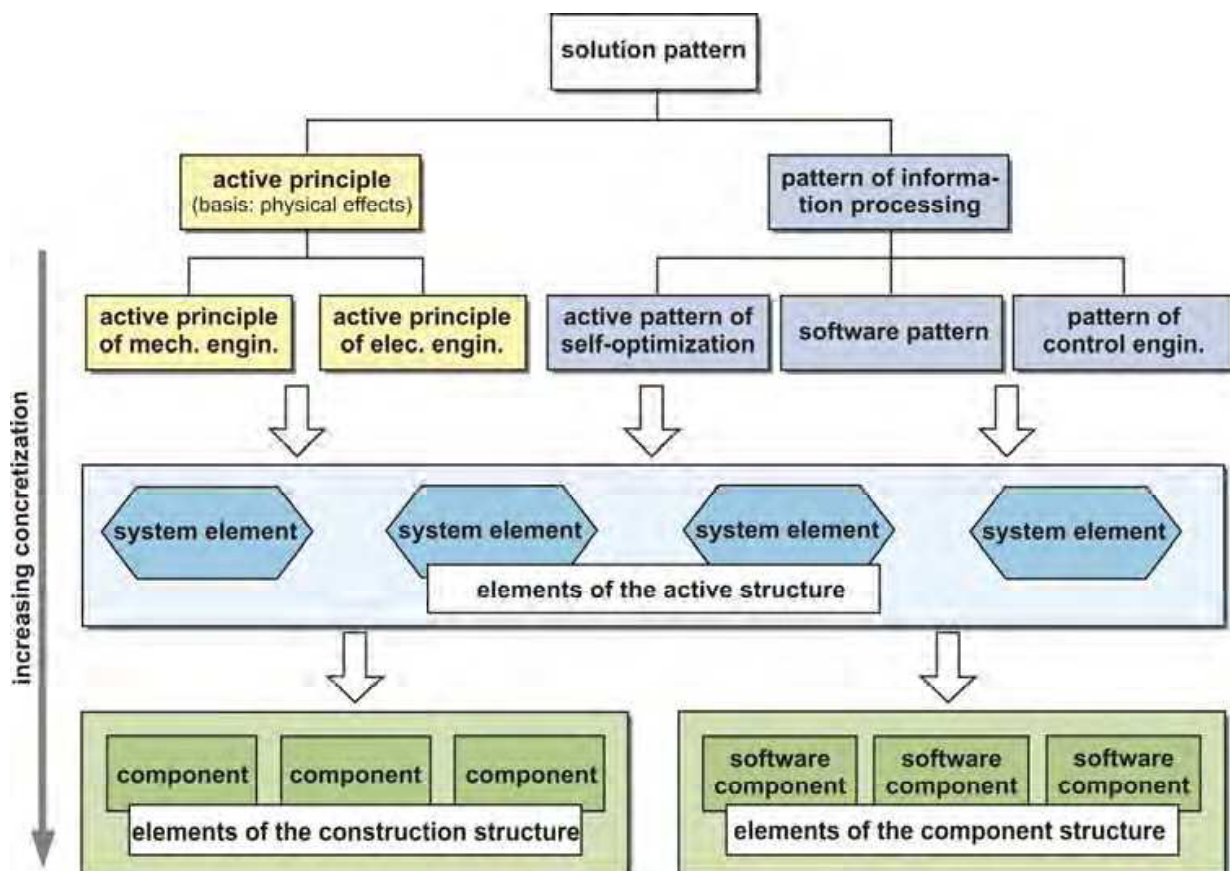 solution pattern
active principle
(basis: physical effects)
pattern of informa-
tion processing
active principle
of mech. engin.
active principle
of elec. engin.
active pattern of
self-optimization
software pattern
pattern of
control engin.
increasing concretization
system element
system element
system element
system element
elements of the active structure
component
component
component
elements of the construction structure
software
component
software
component
software
component
elements of the component structure